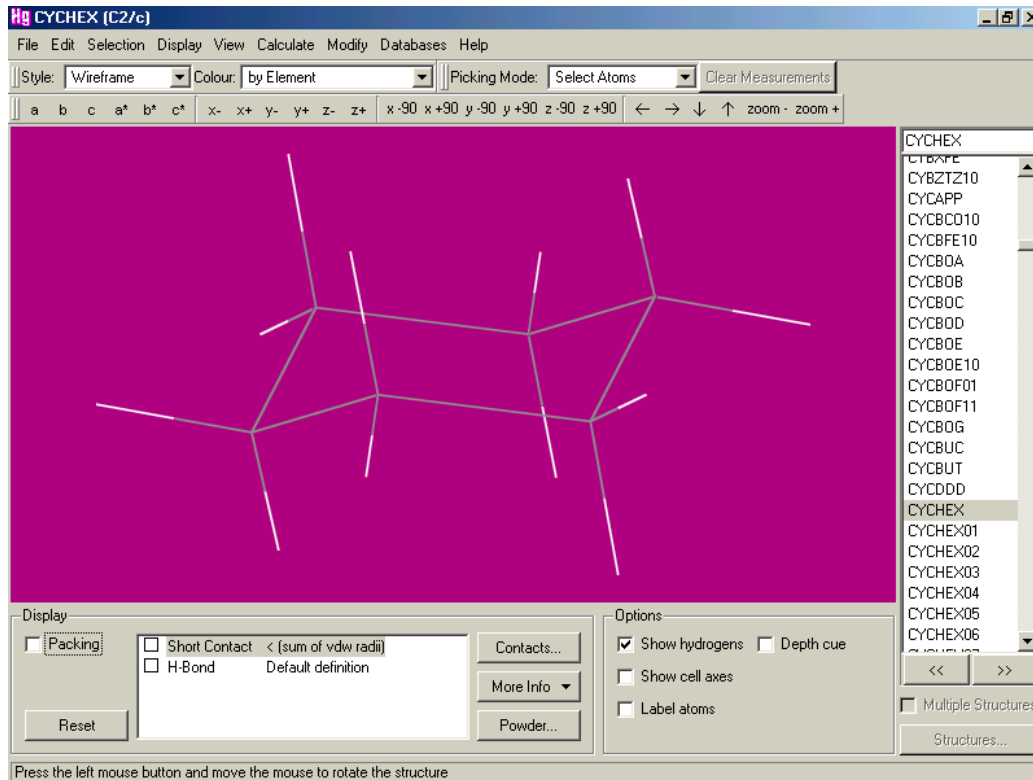 Hg CYCHEX (C2/c)
File Edit Selection Display View Calculate Modify Databases Help
Style: Wireframe Colour: by Element Picking Mode: Select Atoms Clear Measurements
a b c a* b* c* x- x+ y- y+ z- z+ x -90 x +90 y -90 y +90 z -90 z +90 ← → ↓ ↑ zoom - zoom +
CYCHEX
CYBXFE
CYBZTZ10
CYCAPP
CYCBCO10
CYCBFE10
CYCBOA
CYCBOB
CYCBOC
CYCBOD
CYCBOE
CYCBOE10
CYCBOF01
CYCBOF11
CYCBOG
CYCBUC
CYCBUT
CYCDDD
CYCHEX
CYCHEX01
CYCHEX02
CYCHEX03
CYCHEX04
CYCHEX05
CYCHEX06
CYCHEX07
<< >>
Multiple Structures
Structures...
Display
Packing
Short Contact < (sum of vdw radii)
H-Bond Default definition
Contacts...
More Info
Powder...
Reset
Options
Show hydrogens Depth cue
Show cell axes
Label atoms
Press the left mouse button and move the mouse to rotate the structure